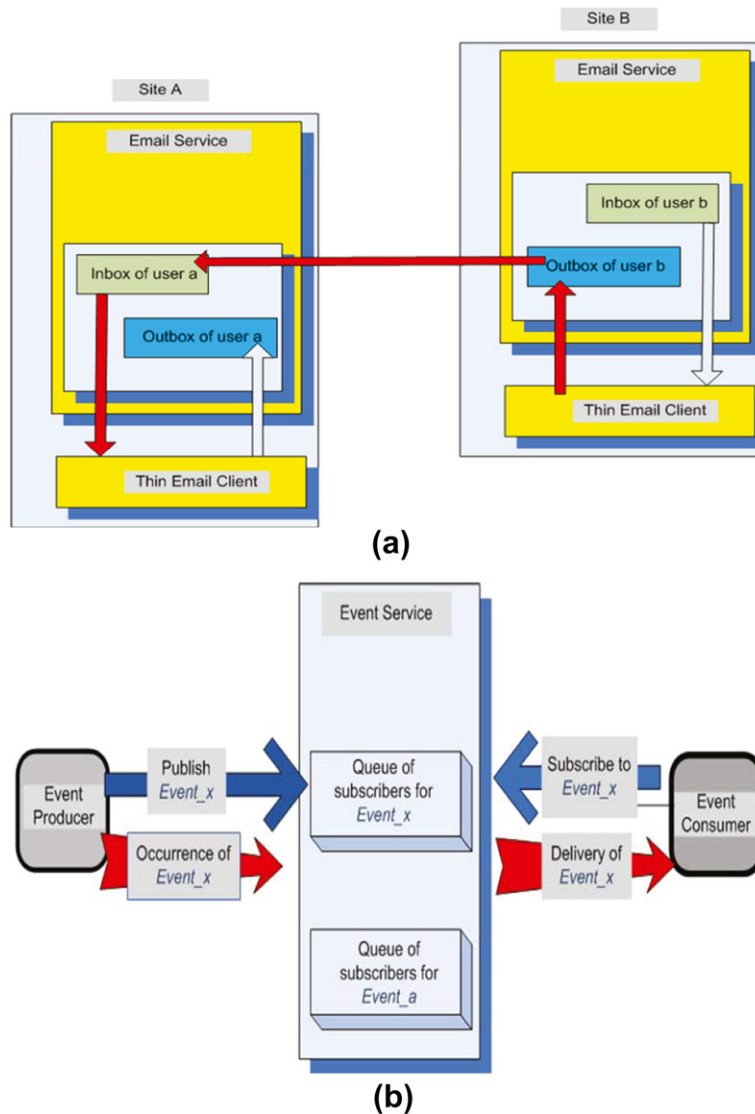 Site B
Email Service
Site A
Email Service
Inbox of user b
Inbox of user a
Outbox of user b
Outbox of user a
Thin Email Client
Thin Email Client
(a)
Event Service
Publish
Event_x
Event
Producer
Occurrence of
Event_x
Queue of
subscribers for
Event_x
Subscribe to
Event_x
Event
Consumer
Delivery of
Event_x
Queue of
subscribers for
Event_a
(b)